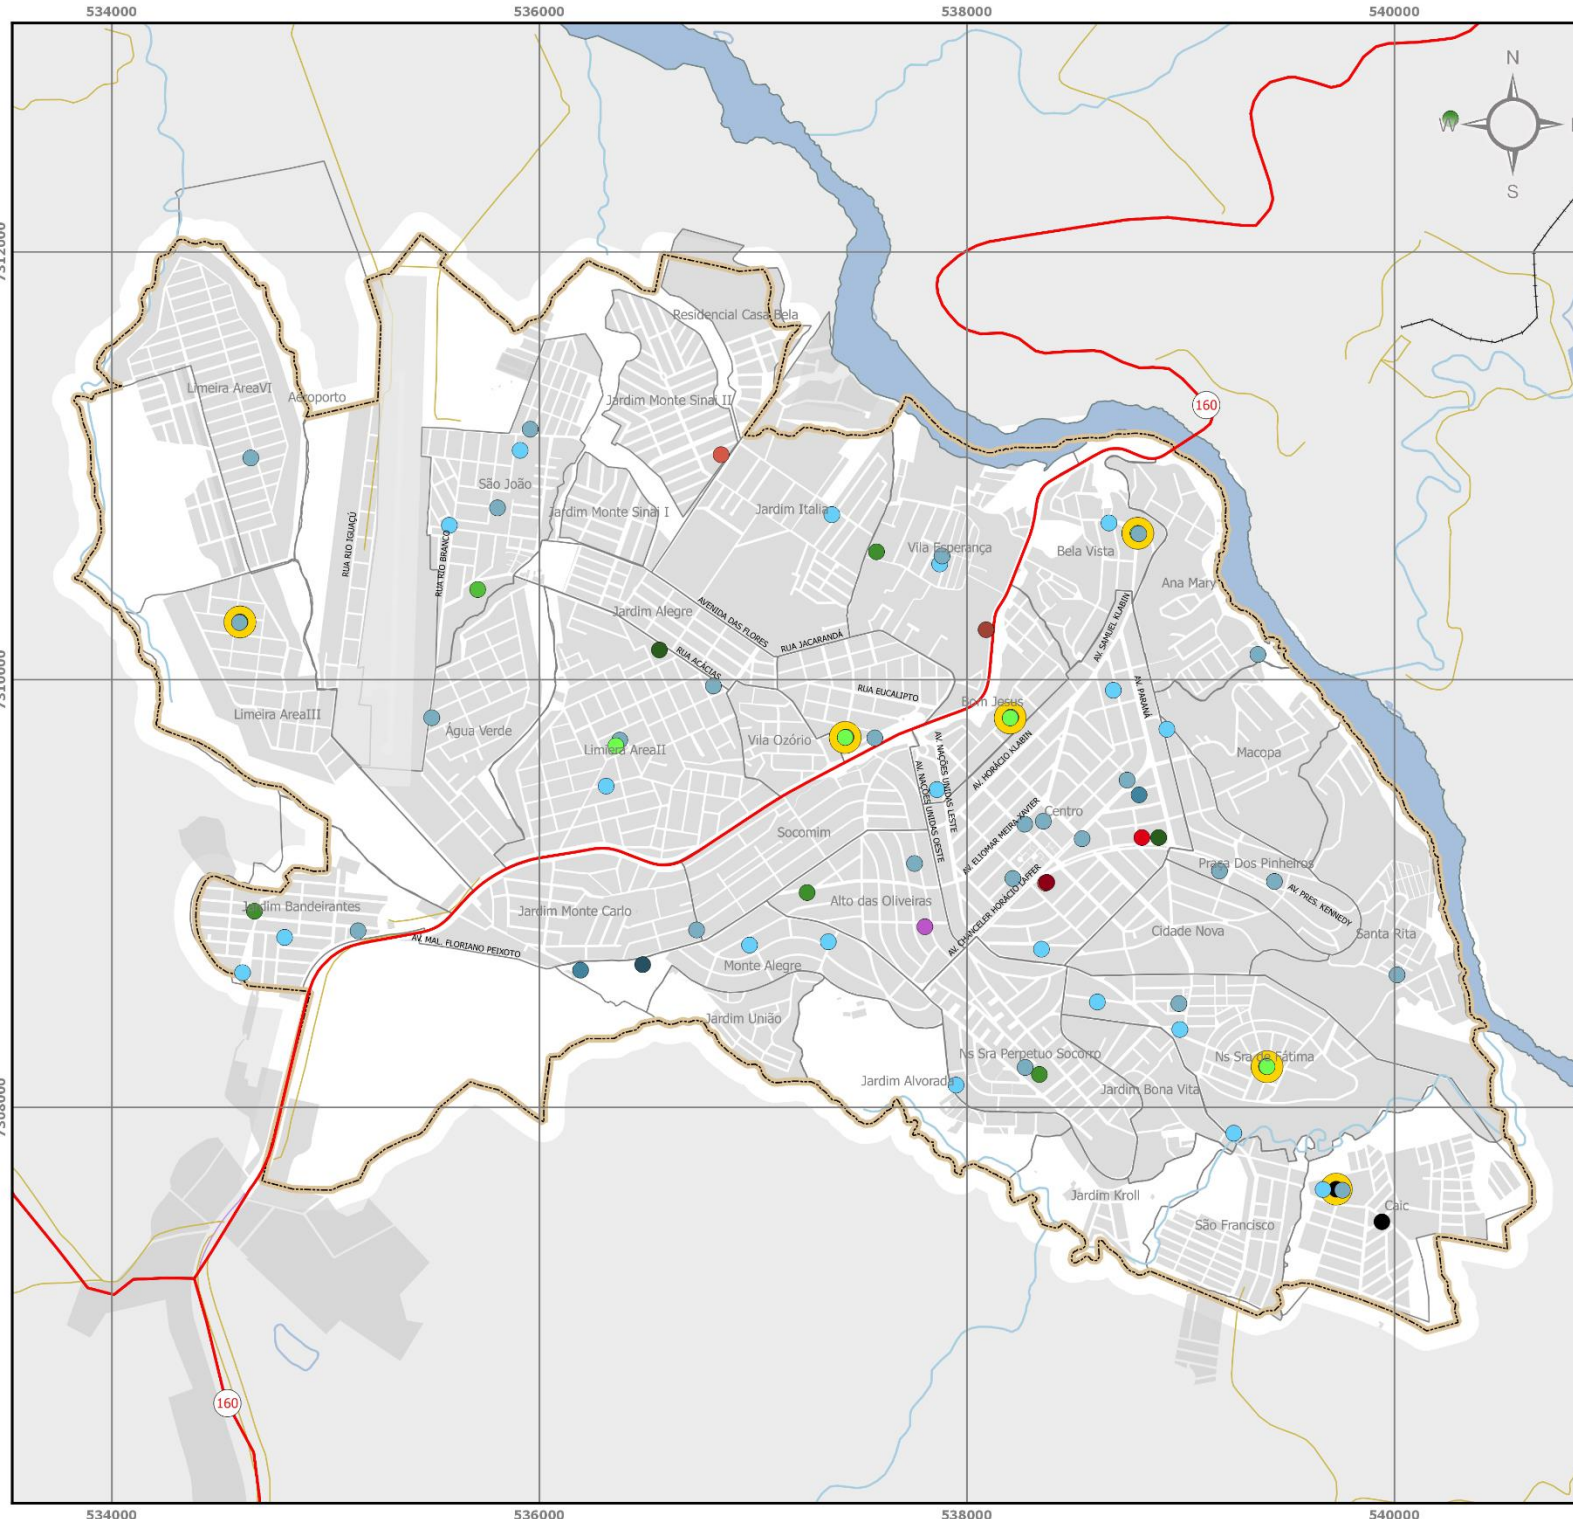 534000
536000
538000
540000
N
W
S
7312000
Residencial Casa Bela
Limeira AreaVI
Aeroporto
Jardim Monte Sinai II
160
São João
Jardim Monte Sinai I
Jardim Italia
Vila Esperança
Bela Vista
Ana Mary
RUA RIO IGUAÇÚ
RUA RIO BRANCO
Jardim Alegre
AVENIDA DAS FLORES
RUA JACARANDÁ
AV. SAMUEL KLABIN
RUA ACÁCIAS
7310000
RUA EUCALIPTO
AV. PARANÁ
Bom Jesus
Limeira AreaIII
Água Verde
Limiera AreaII
Vila Ozório
AV. HORÁCIO KLABIN
Macopa
AV. NAÇÕES UNIDAS LESTE
AV. NAÇÕES UNIDAS OESTE
Socomim
Centro
AV. ELIOMAR MEIRA XAVIER
Praça Dos Pinheiros
AV. PRES. KENNEDY
Jardim Bandeirantes
Jardim Monte Carlo
Alto das Oliveiras
AV. CHANCELER HORÁCIO LAFFER
Cidade Nova
Santa Rita
AV. MAL. FLORIANO PEIXOTO
Monte Alegre
Jardim União
Ns Sra Perpetuo Socorro
Ns Sra de Fátima
Jardim Alvorada
Jardim Bona Vita
7308000
Jardim Kroll
São Francisco
Caic
160
534000
536000
538000
540000